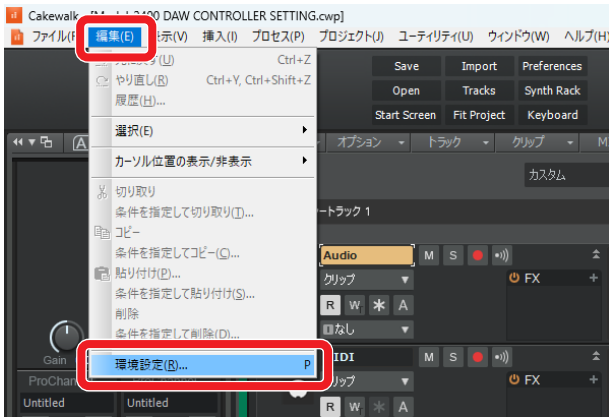 Cakewalk - [Model 2400 DAW CONTROLLER SETTING.cwp]
ファイル(F) 編集(E) 表示(V) 挿入(I) プロセス(P) プロジェクト(J) ユーティリティ(U) ウィンドウ(W) ヘルプ(H)
元に戻す(U) Ctrl+Z
やり直し(R) Ctrl+Y, Ctrl+Shift+Z
履歴(H)...
選択(E)
カーソル位置の表示/非表示
切り取り
条件を指定して切り取り(T)...
コピー
条件を指定してコピー(C)...
貼り付け(P)...
条件を指定して貼り付け(S)...
削除
条件を指定して削除(D)...
環境設定(R)... P
Save Import Preferences
Open Tracks Synth Rack
Start Screen Fit Project Keyboard
A オプション トラック クリップ M
カスタム
トラック 1
Audio M S
クリップ FX
R W A
なし
MIDI M S
クリップ FX
R W A
Gain
ProChan
Untitled Untitled